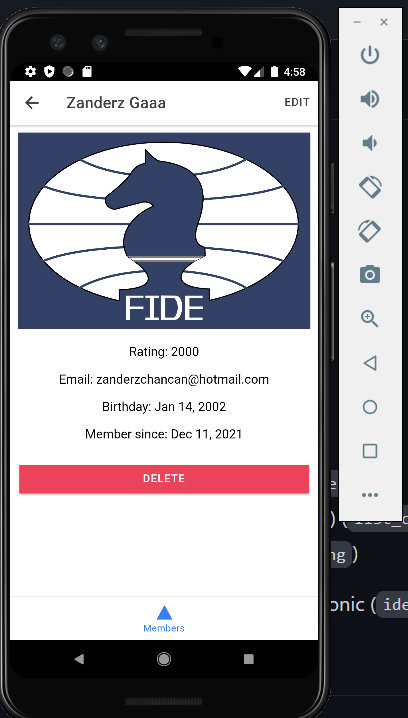 4:58
Zanderz Gaaa
EDIT
FIDE
Rating: 2000
Email: zanderzchancan@hotmail.com
Birthday: Jan 14, 2002
Member since: Dec 11, 2021
DELETE
Members
ng)
onic (ide